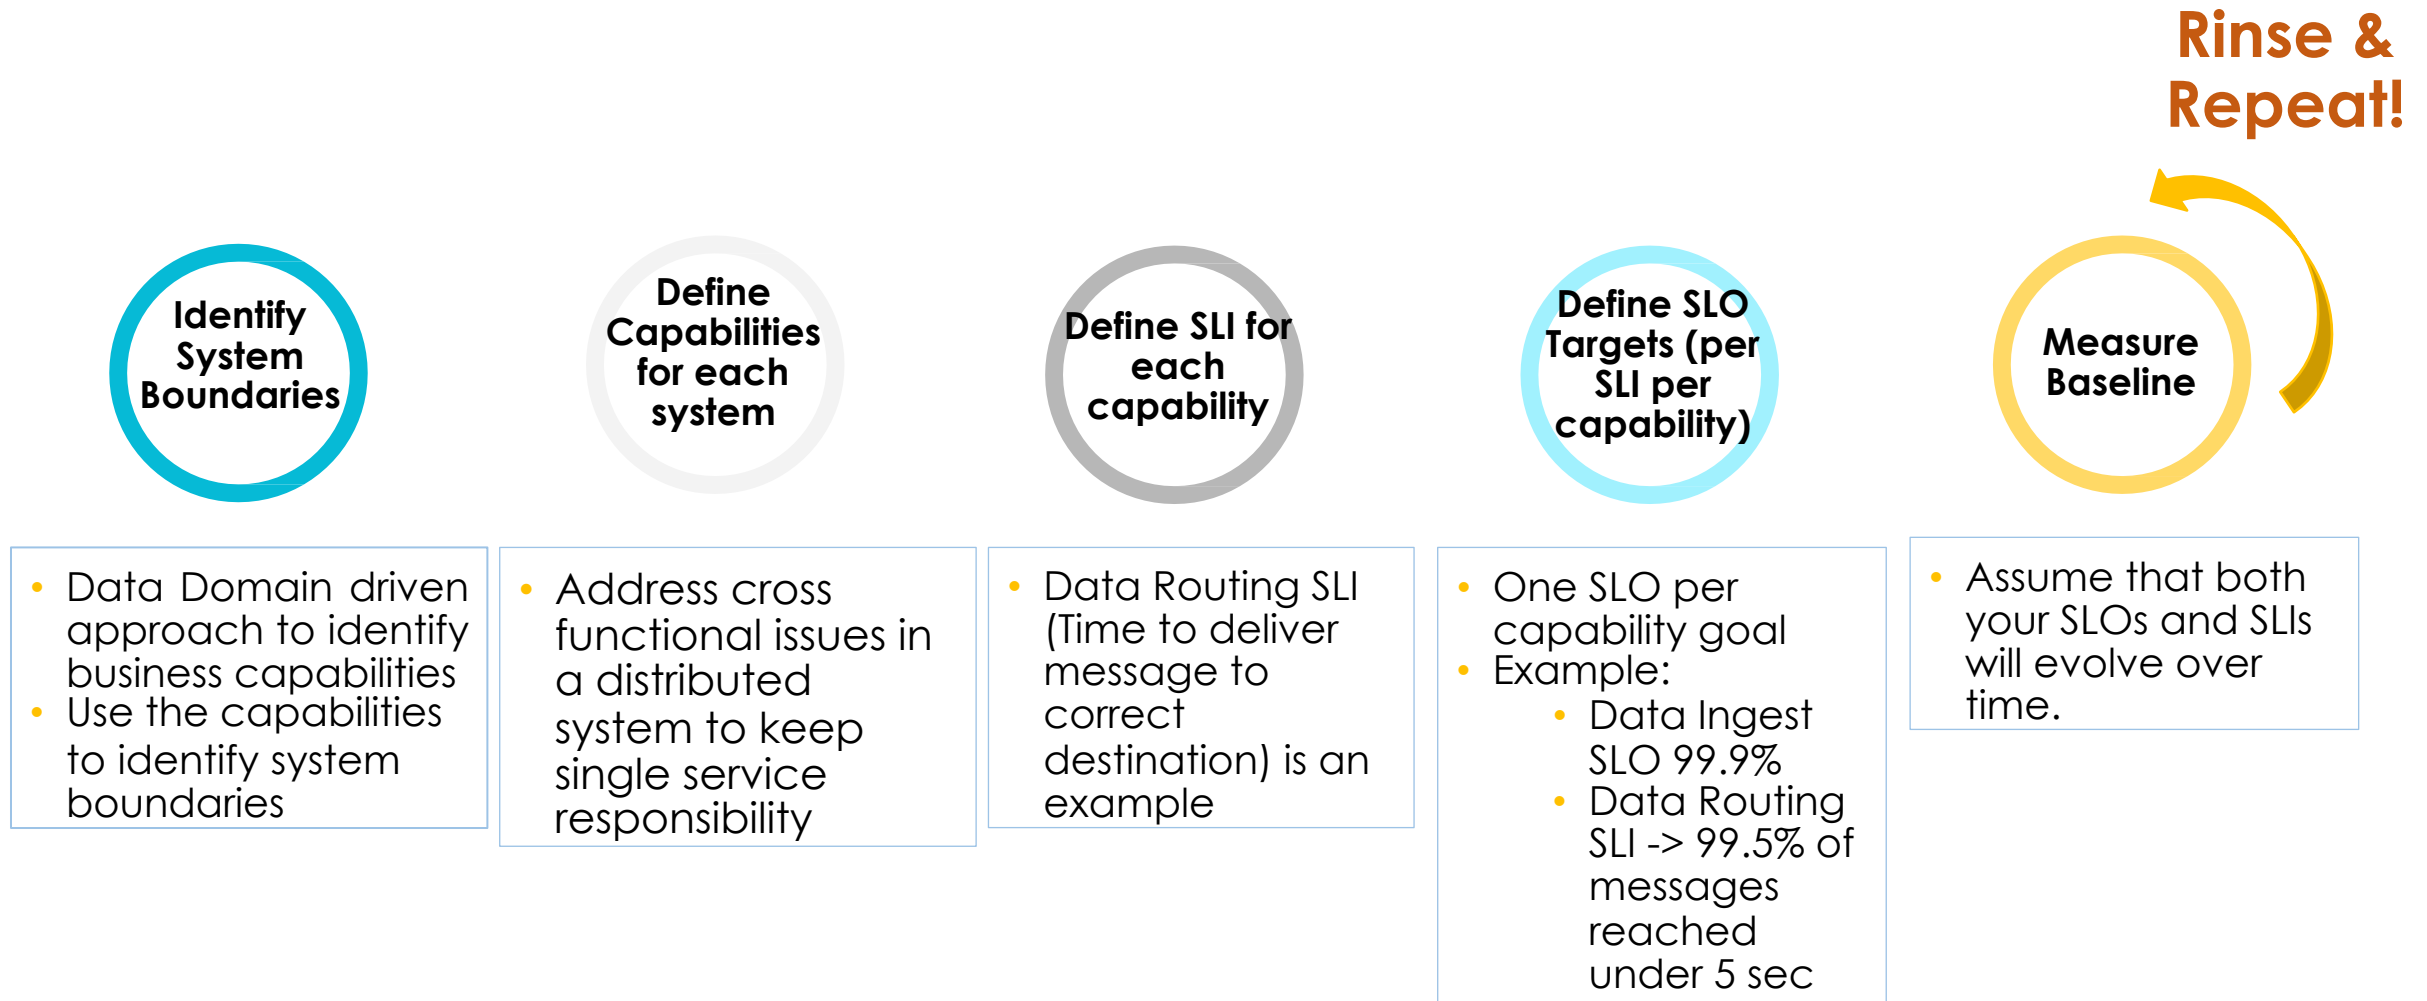 Rinse &
Repeat!
Identify
System
Boundaries
Define
Capabilities
for each
system
Define SLI for
each
capability
Define SLO
Targets (per
SLI per
capability)
Measure
Baseline
• Data Domain driven
approach to identify
business capabilities
• Use the capabilities
to identify system
boundaries
• Address cross
functional issues in
a distributed
system to keep
single service
responsibility
• Data Routing SLI
(Time to deliver
message to
correct
destination) is an
example
• One SLO per
capability goal
• Example:
• Data Ingest
SLO 99.9%
• Data Routing
SLI -> 99.5% of
messages
reached
under 5 sec
• Assume that both
your SLOs and SLIs
will evolve over
time.